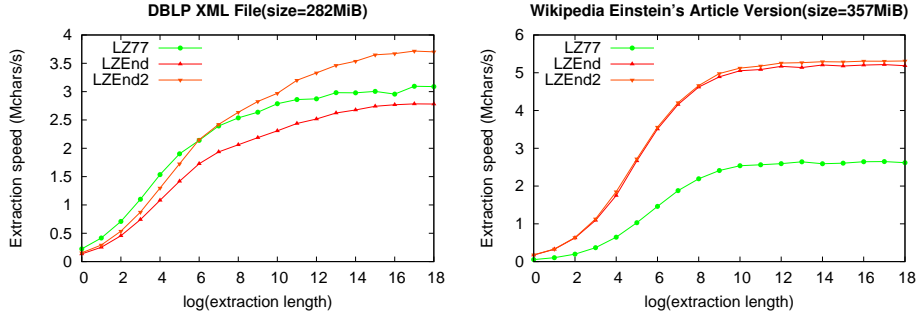 DBLP XML File(size=282MiB)
4
3.5
3
2.5
2
1.5
1
0.5
0
LZ77
LZEnd
LZEnd2
Extraction speed (Mchars/s)
0 2 4 6 8 10 12 14 16 18
log(extraction length)
Wikipedia Einstein's Article Version(size=357MiB)
6
5
4
3
2
1
0
LZ77
LZEnd
LZEnd2
Extraction speed (Mchars/s)
0 2 4 6 8 10 12 14 16 18
log(extraction length)